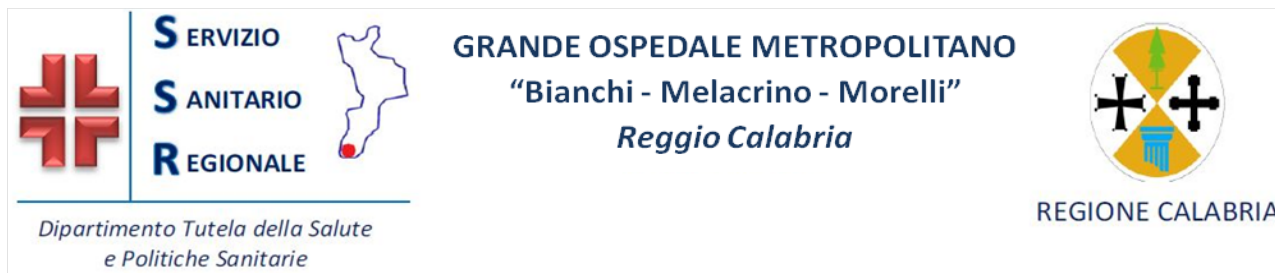 SERVIZIO
SANITARIO
REGIONALE
Dipartimento Tutela della Salute
e Politiche Sanitarie
GRANDE OSPEDALE METROPOLITANO
“Bianchi - Melacrino - Morelli”
Reggio Calabria
REGIONE CALABRIA